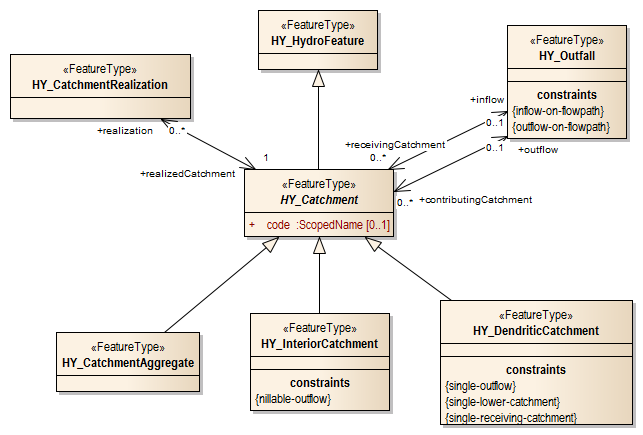 «FeatureType»
HY_HydroFeature
«FeatureType»
HY_Outfall
constraints
{inflow-on-flowpath}
{outflow-on-flowpath}
«FeatureType»
HY_CatchmentRealization
+inflow
0..1
+realization
0..*
+receivingCatchment
0..*
0..1
+outflow
1
+realizedCatchment
«FeatureType»
HY_Catchment
+ code :ScopedName [0..1]
0..*
+contributingCatchment
«FeatureType»
HY_CatchmentAggregate
«FeatureType»
HY_InteriorCatchment
constraints
{nillable-outflow}
«FeatureType»
HY_DendriticCatchment
constraints
{single-outflow}
{single-lower-catchment}
{single-receiving-catchment}